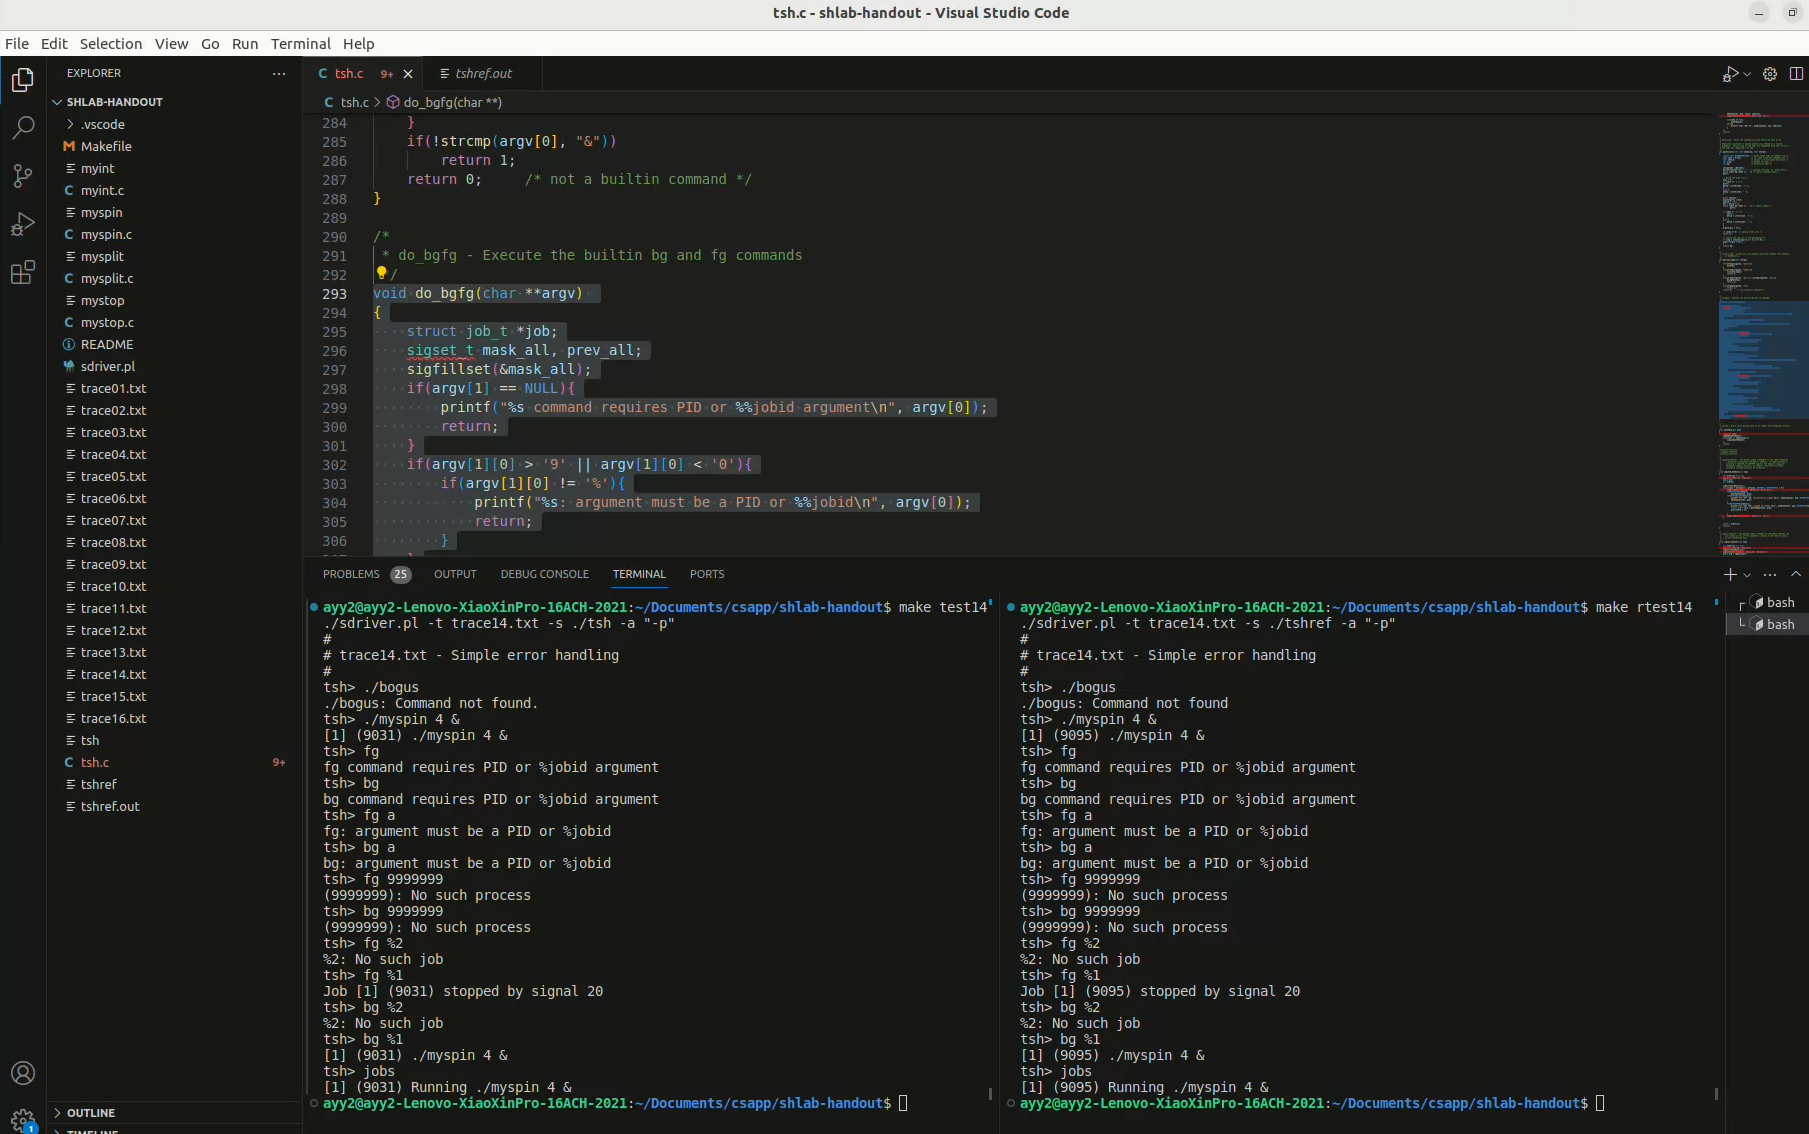 tsh.c - shlab-handout - Visual Studio Code
File Edit Selection View Go Run Terminal Help
EXPLORER
SHLAB-HANDOUT
.vscode
Makefile
myint
myint.c
myspin
myspin.c
mysplit
mysplit.c
mystop
mystop.c
README
sdriver.pl
trace01.txt
trace02.txt
trace03.txt
trace04.txt
trace05.txt
trace06.txt
trace07.txt
trace08.txt
trace09.txt
trace10.txt
trace11.txt
trace12.txt
trace13.txt
trace14.txt
trace15.txt
trace16.txt
tsh
tsh.c 9+
tshref
tshref.out
OUTLINE
TIMELINE
1
tsh.c 9+ tshref.out
tsh.c > do_bgfg(char **)
284 }
285 if(!strcmp(argv[0], "&"))
286 return 1;
287 return 0; /* not a builtin command */
288 }
289
290 /*
291 * do_bgfg - Execute the builtin bg and fg commands
292 */
293 void do_bgfg(char **argv)
294 {
295 struct job_t *job;
296 sigset_t mask_all, prev_all;
297 sigfillset(&mask_all);
298 if(argv[1] == NULL){
299 printf("%s command requires PID or %%jobid argument\n", argv[0]);
300 return;
301 }
302 if(argv[1][0] > '9' || argv[1][0] < '0'){
303 if(argv[1][0] != '%'){
304 printf("%s: argument must be a PID or %%jobid\n", argv[0]);
305 return;
306 }
307 }
PROBLEMS 25 OUTPUT DEBUG CONSOLE TERMINAL PORTS
ayy2@ayy2-Lenovo-XiaoXinPro-16ACH-2021:~/Documents/csapp/shlab-handout$ make test14
./sdriver.pl -t trace14.txt -s ./tsh -a "-p"
#
# trace14.txt - Simple error handling
#
tsh> ./bogus
./bogus: Command not found.
tsh> ./myspin 4 &
[1] (9031) ./myspin 4 &
tsh> fg
fg command requires PID or %jobid argument
tsh> bg
bg command requires PID or %jobid argument
tsh> fg a
fg: argument must be a PID or %jobid
tsh> bg a
bg: argument must be a PID or %jobid
tsh> fg 9999999
(9999999): No such process
tsh> bg 9999999
(9999999): No such process
tsh> fg %2
%2: No such job
tsh> fg %1
Job [1] (9031) stopped by signal 20
tsh> bg %2
%2: No such job
tsh> bg %1
[1] (9031) ./myspin 4 &
tsh> jobs
[1] (9031) Running ./myspin 4 &
ayy2@ayy2-Lenovo-XiaoXinPro-16ACH-2021:~/Documents/csapp/shlab-handout$
ayy2@ayy2-Lenovo-XiaoXinPro-16ACH-2021:~/Documents/csapp/shlab-handout$ make rtest14
./sdriver.pl -t trace14.txt -s ./tshref -a "-p"
#
# trace14.txt - Simple error handling
#
tsh> ./bogus
./bogus: Command not found
tsh> ./myspin 4 &
[1] (9095) ./myspin 4 &
tsh> fg
fg command requires PID or %jobid argument
tsh> bg
bg command requires PID or %jobid argument
tsh> fg a
fg: argument must be a PID or %jobid
tsh> bg a
bg: argument must be a PID or %jobid
tsh> fg 9999999
(9999999): No such process
tsh> bg 9999999
(9999999): No such process
tsh> fg %2
%2: No such job
tsh> fg %1
Job [1] (9095) stopped by signal 20
tsh> bg %2
%2: No such job
tsh> bg %1
[1] (9095) ./myspin 4 &
tsh> jobs
[1] (9095) Running ./myspin 4 &
ayy2@ayy2-Lenovo-XiaoXinPro-16ACH-2021:~/Documents/csapp/shlab-handout$
bash
bash